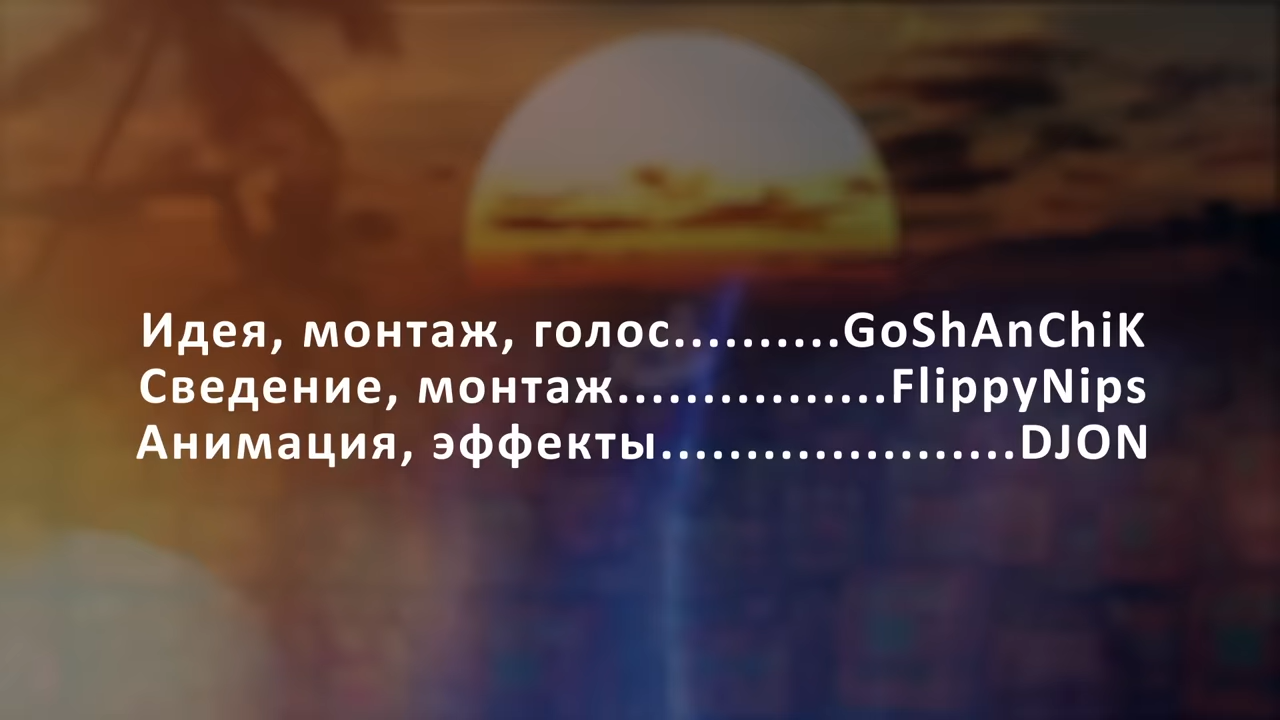 Идея, монтаж, голос..........GoShAnChiK
Сведение, монтаж................FlippyNips
Анимация, эффекты.....................DJON